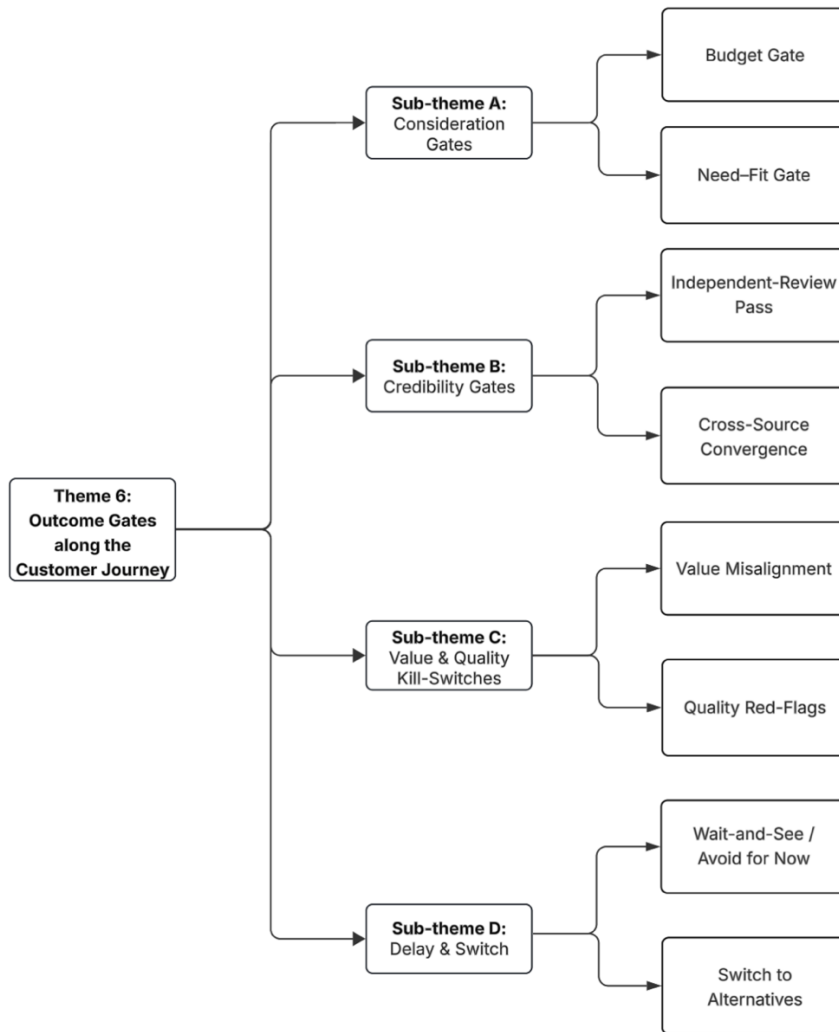 Theme 6:
Outcome Gates
along the
Customer Journey
Sub-theme A:
Consideration
Gates
Budget Gate
Need–Fit Gate
Sub-theme B:
Credibility Gates
Independent-Review
Pass
Cross-Source
Convergence
Sub-theme C:
Value & Quality
Kill-Switches
Value Misalignment
Quality Red-Flags
Sub-theme D:
Delay & Switch
Wait-and-See /
Avoid for Now
Switch to
Alternatives